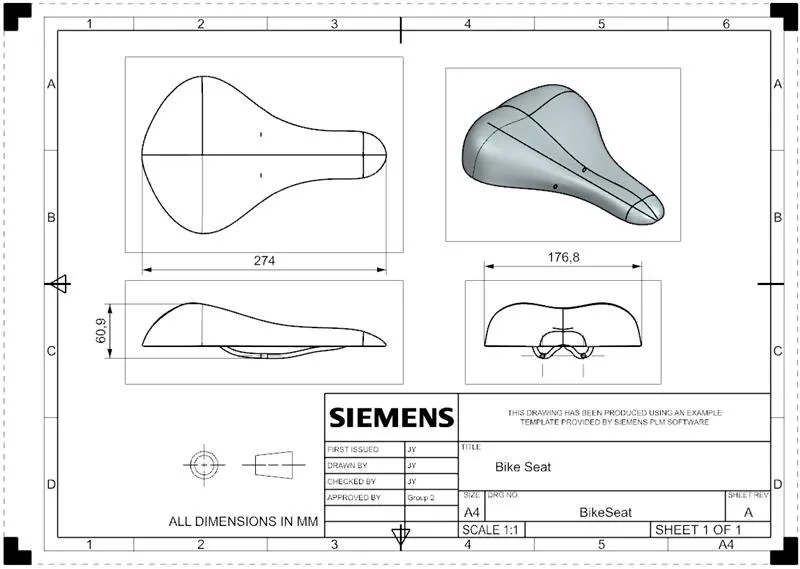 1 2 3 4 5 6
A A
B B
C C
D D
274
176,8
60,9
SIEMENS
THIS DRAWING HAS BEEN PRODUCED USING AN EXAMPLE
TEMPLATE PROVIDED BY SIEMENS PLM SOFTWARE
FIRST ISSUED JY
DRAWN BY JY
CHECKED BY JY
APPROVED BY Group 2
TITLE
Bike Seat
SIZE DRG NO. SHEET REV
A4 BikeSeat A
SCALE 1:1 SHEET 1 OF 1
ALL DIMENSIONS IN MM
1 2 3 4 5 A4